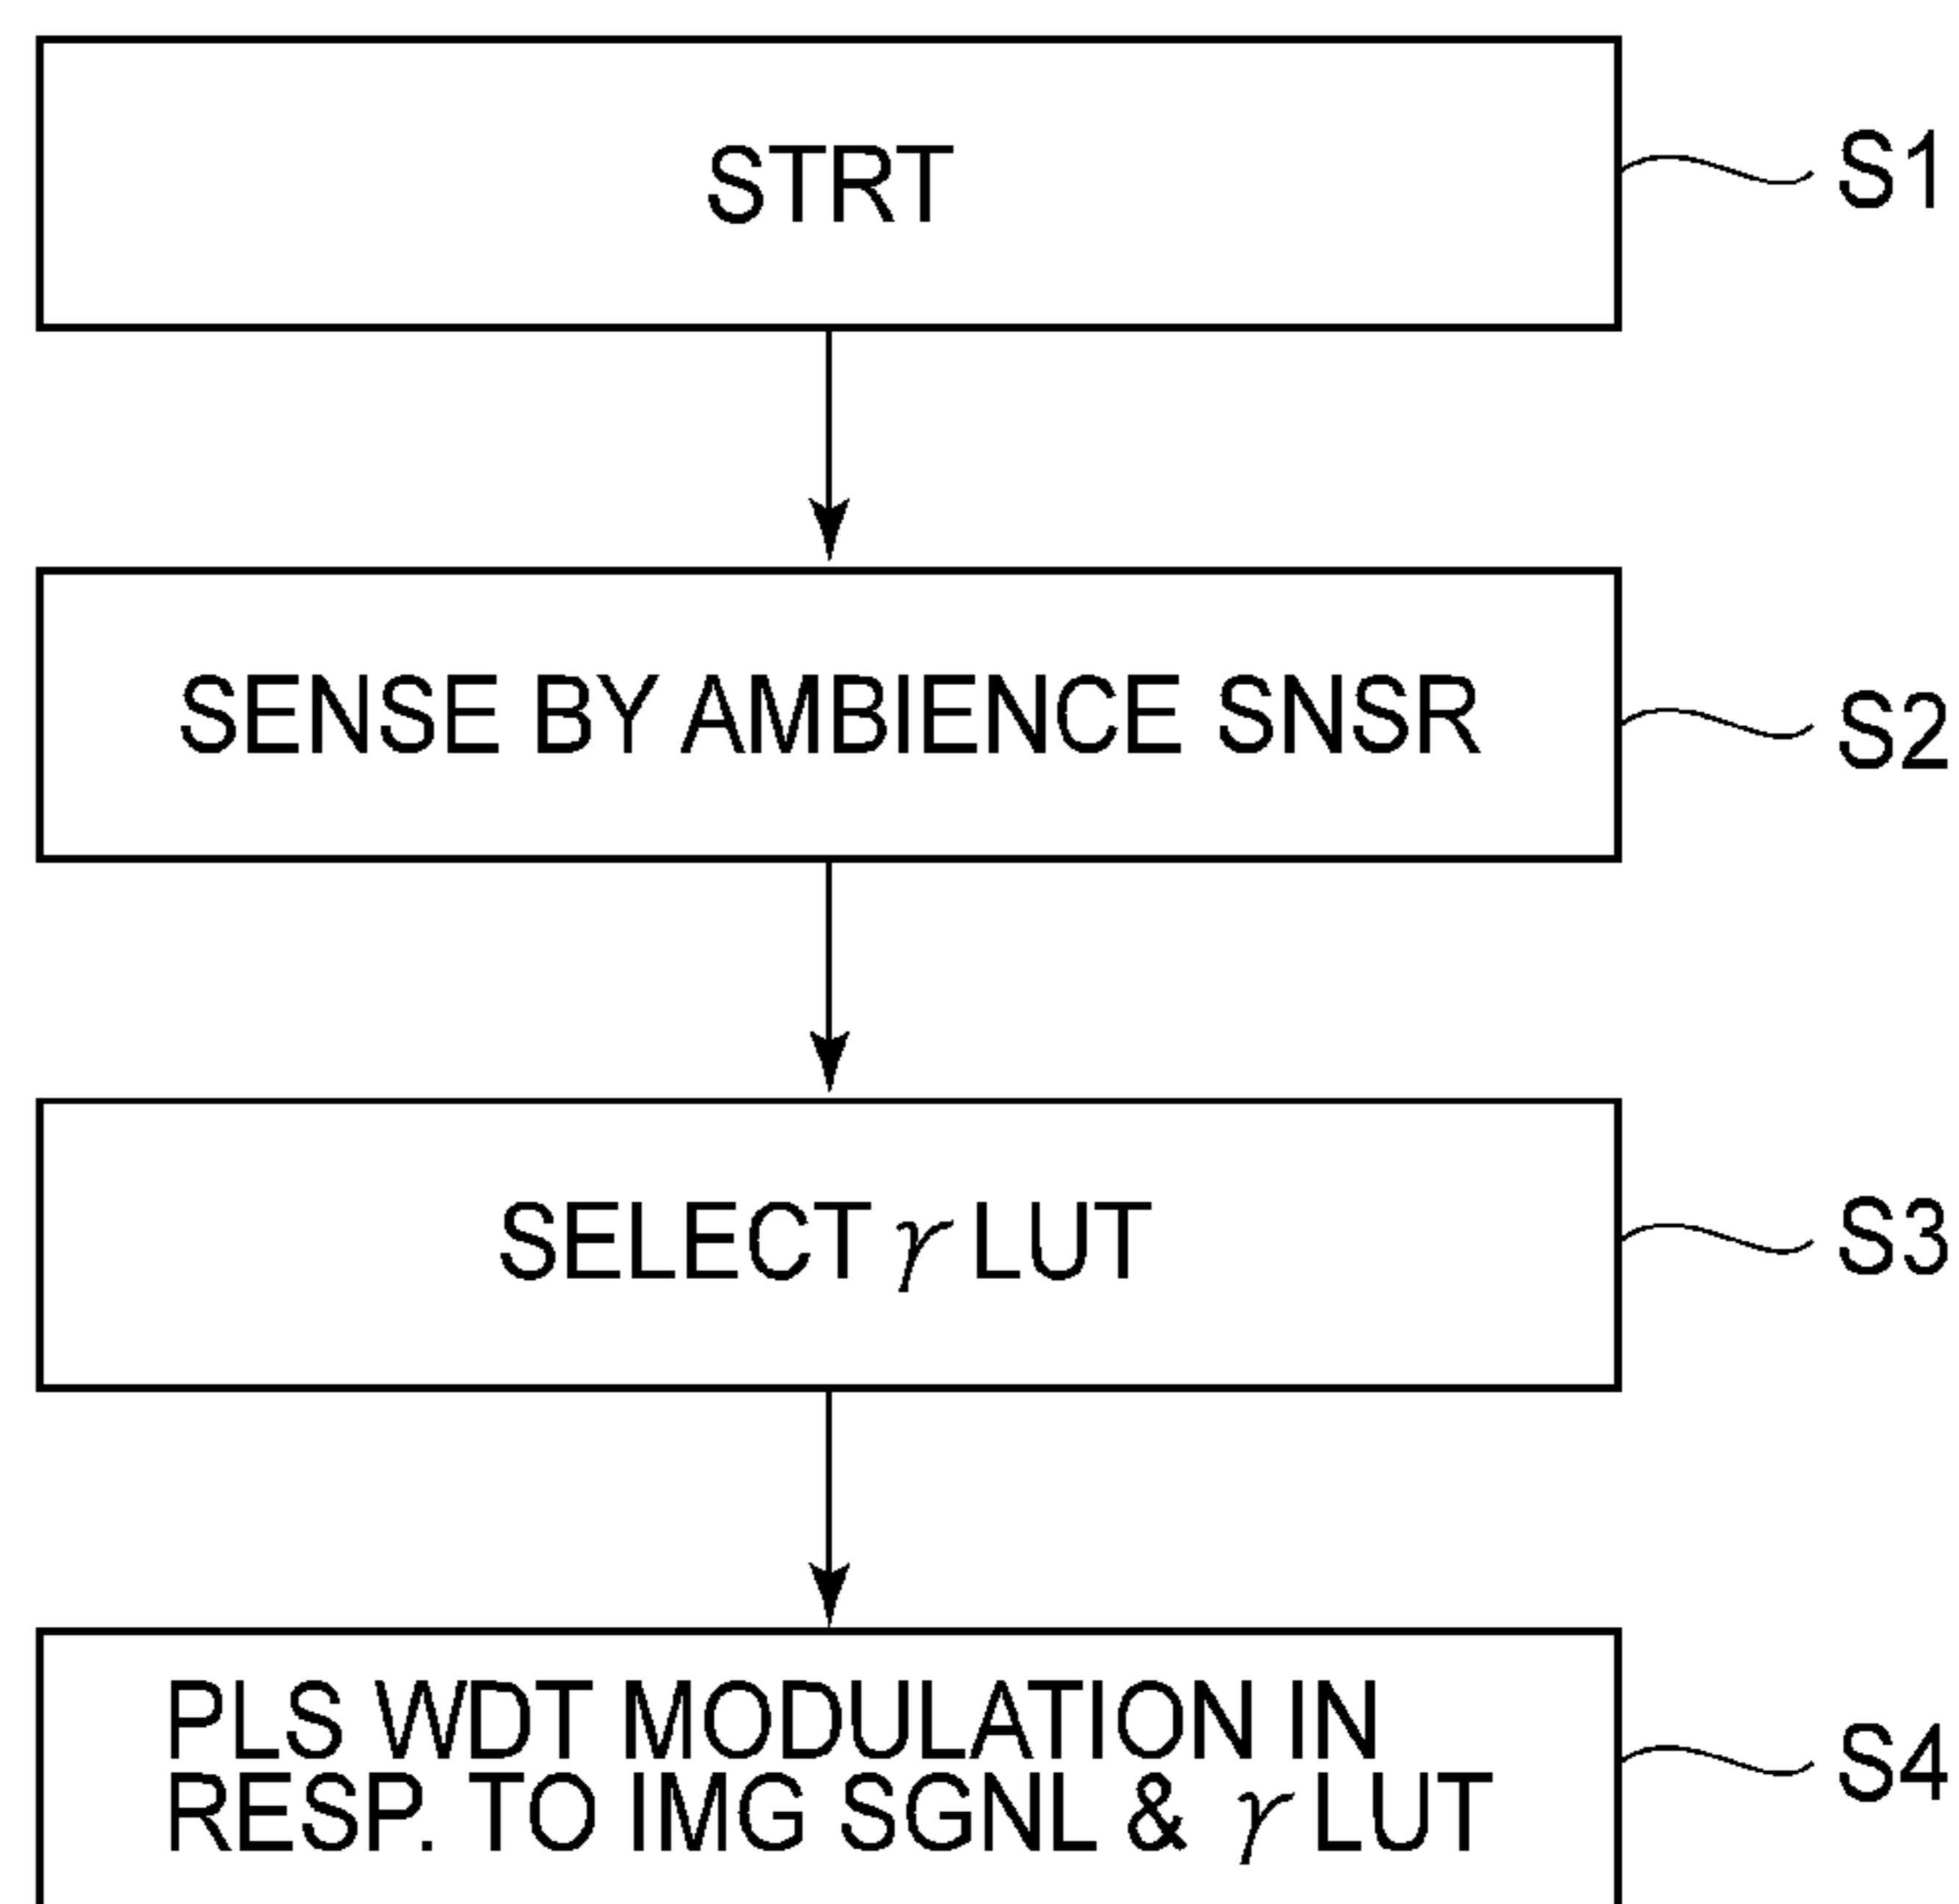 STRT
S1
SENSE BY AMBIENCE SNSR
S2
SELECT γ LUT
S3
PLS WDT MODULATION IN
RESP. TO IMG SGNL & γ LUT
S4